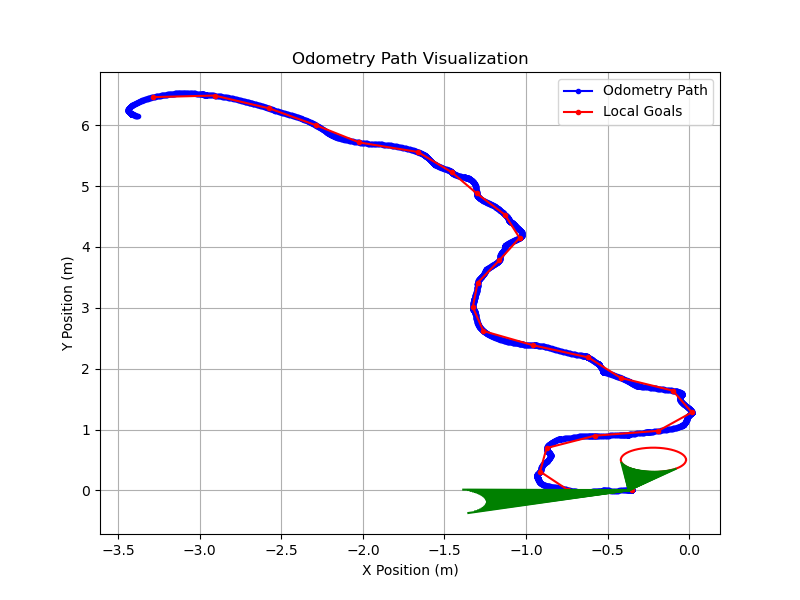 Odometry Path Visualization
Odometry Path
Local Goals
Y Position (m)
6
5
4
3
2
1
0
−3.5 −3.0 −2.5 −2.0 −1.5 −1.0 −0.5 0.0
X Position (m)